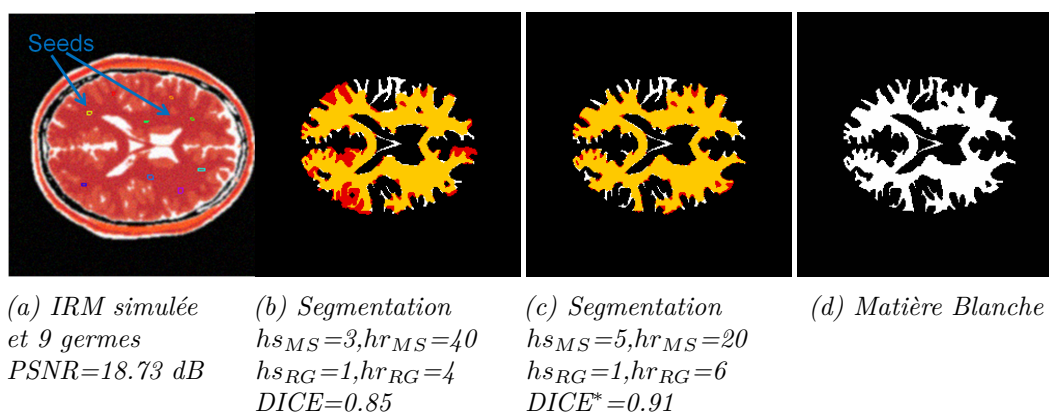 Seeds
(a) IRM simulée
et 9 germes
PSNR=18.73 dB
(b) Segmentation
hs_MS=3,hr_MS=40
hs_RG=1,hr_RG=4
DICE=0.85
(c) Segmentation
hs_MS=5,hr_MS=20
hs_RG=1,hr_RG=6
DICE*=0.91
(d) Matière Blanche